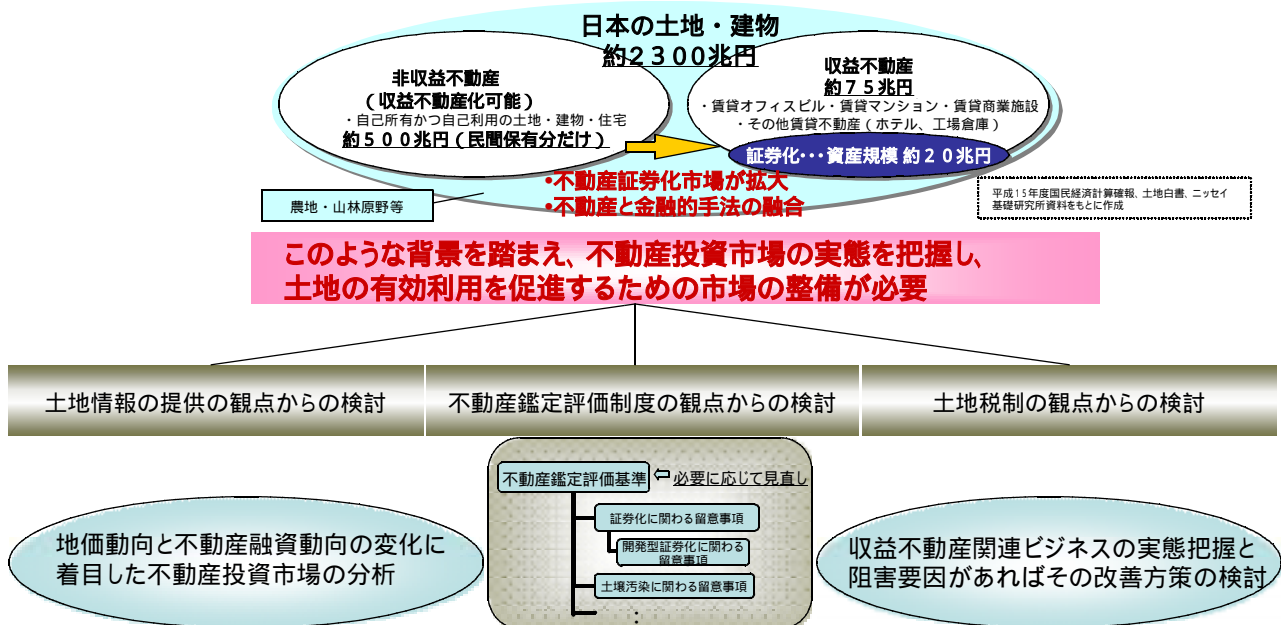 日本の土地・建物
約２３００兆円
非収益不動産
（収益不動産化可能）
・自己所有かつ自己利用の土地・建物・住宅
約５００兆円（民間保有分だけ）
収益不動産
約７５兆円
・賃貸オフィスビル・賃貸マンション・賃貸商業施設
・その他賃貸不動産（ホテル、工場倉庫）
証券化･･･資産規模 約２０兆円
•不動産証券化市場が拡大
•不動産と金融的手法の融合
農地・山林原野等
平成１５年度国民経済計算確報、土地白書、ニッセイ
基礎研究所資料をもとに作成
このような背景を踏まえ、不動産投資市場の実態を把握し、
土地の有効利用を促進するための市場の整備が必要
土地情報の提供の観点からの検討
不動産鑑定評価制度の観点からの検討
土地税制の観点からの検討
地価動向と不動産融資動向の変化に
着目した不動産投資市場の分析
不動産鑑定評価基準
⇦ 必要に応じて見直し
証券化に関わる留意事項
開発型証券化に関わる
留意事項
土壌汚染に関わる留意事項
：
収益不動産関連ビジネスの実態把握と
阻害要因があればその改善方策の検討